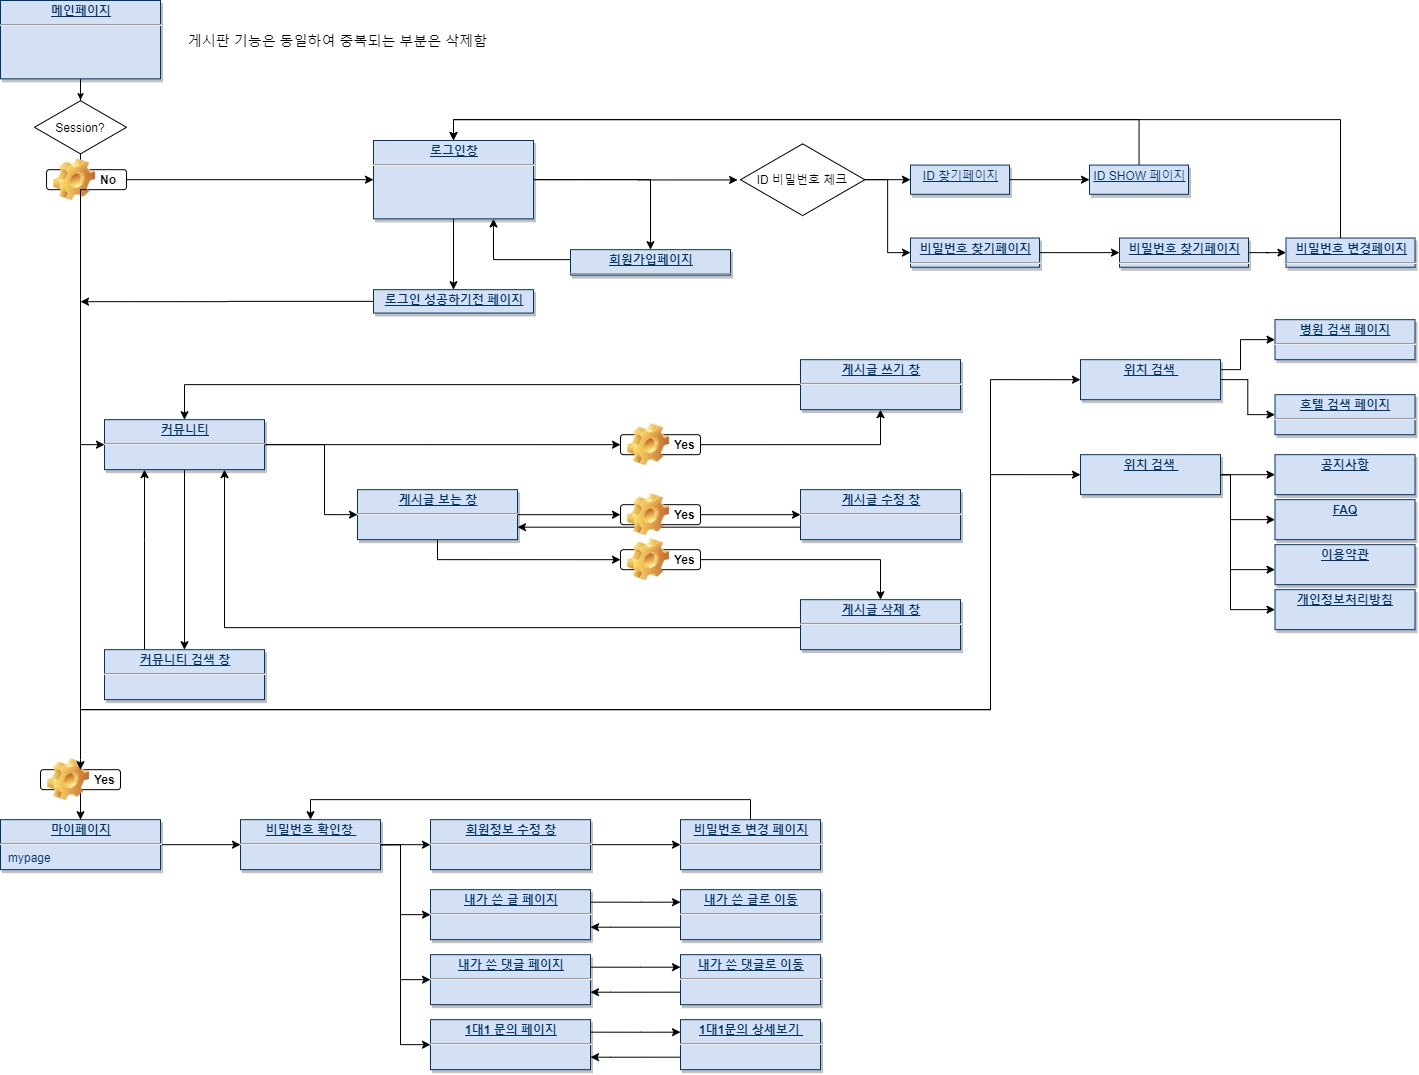 메인페이지
게시판 기능은 동일하여 중복되는 부분은 삭제함
Session?
No
로그인창
ID 비밀번호 체크
ID 찾기페이지
ID SHOW 페이지
비밀번호 찾기페이지
비밀번호 찾기페이지
비밀번호 변경페이지
회원가입페이지
로그인 성공하기전 페이지
병원 검색 페이지
게시글 쓰기 창
위치 검색
호텔 검색 페이지
커뮤니티
Yes
위치 검색
공지사항
게시글 보는 창
Yes
게시글 수정 창
FAQ
Yes
이용약관
게시글 삭제 창
개인정보처리방침
커뮤니티 검색 창
Yes
마이페이지
mypage
비밀번호 확인창
회원정보 수정 창
비밀번호 변경 페이지
내가 쓴 글 페이지
내가 쓴 글로 이동
내가 쓴 댓글 페이지
내가 쓴 댓글로 이동
1대1 문의 페이지
1대1문의 상세보기